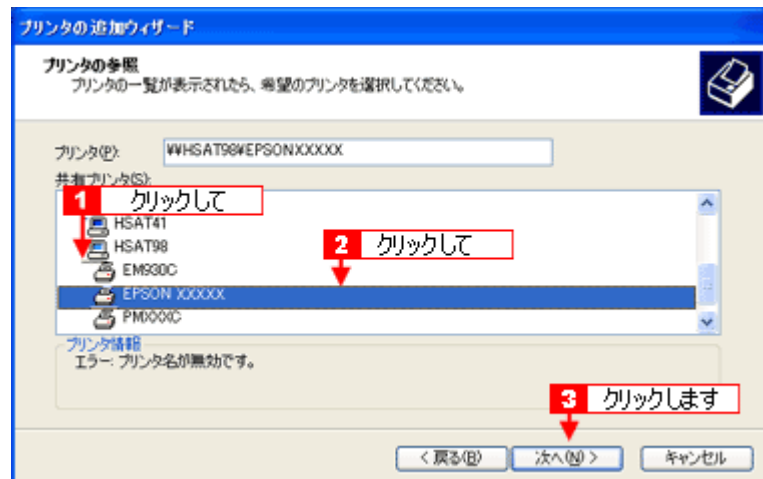 プリンタの追加ウィザード
プリンタの参照
プリンタの一覧が表示されたら、希望のプリンタを選択してください。
プリンタ(P):
¥¥HSAT98¥EPSONXXXXX
共有プリンタ(S):
1 クリックして
HSAT41
HSAT98
2 クリックして
EM930C
EPSON XXXXX
PMXXXC
プリンタ情報
エラー: プリンタ名が無効です。
3 クリックします
< 戻る(B)
次へ(N) >
キャンセル